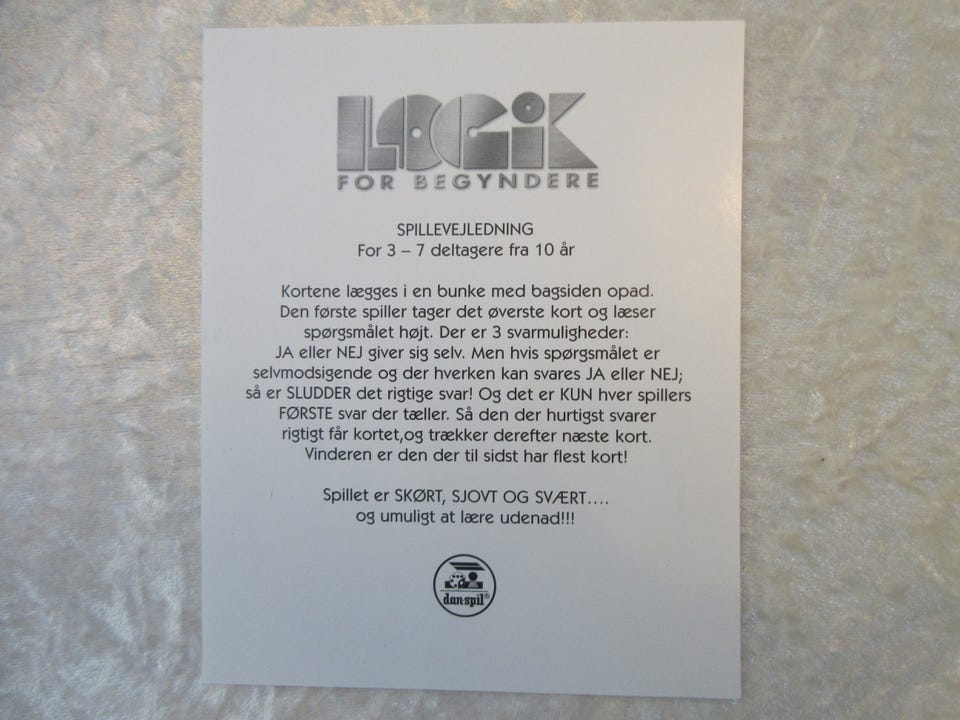 LOGiK
FOR BEGYNDERE
SPILLEVEJLEDNING
For 3 – 7 deltagere fra 10 år
Kortene lægges i en bunke med bagsiden opad.
Den første spiller tager det øverste kort og læser
spørgsmålet højt. Der er 3 svarmuligheder:
JA eller NEJ giver sig selv. Men hvis spørgsmålet er
selvmodsigende og der hverken kan svares JA eller NEJ;
så er SLUDDER det rigtige svar! Og det er KUN hver spillers
FØRSTE svar der tæller. Så den der hurtigst svarer
rigtigt får kortet,og trækker derefter næste kort.
Vinderen er den der til sidst har flest kort!
Spillet er SKØRT, SJOVT OG SVÆRT....
og umuligt at lære udenad!!!
dan-spil®